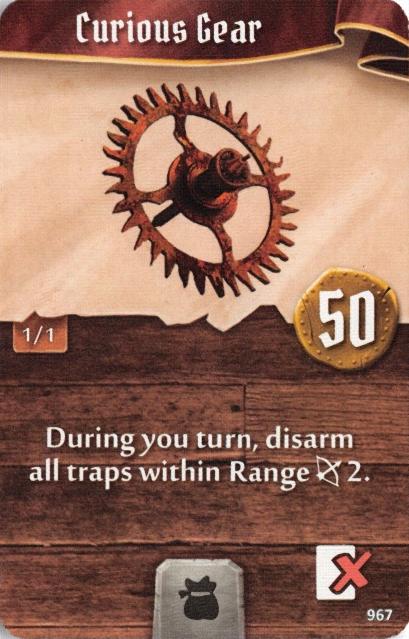 Curious Gear
1/1
50
During you turn, disarm
all traps within Range 2.
967